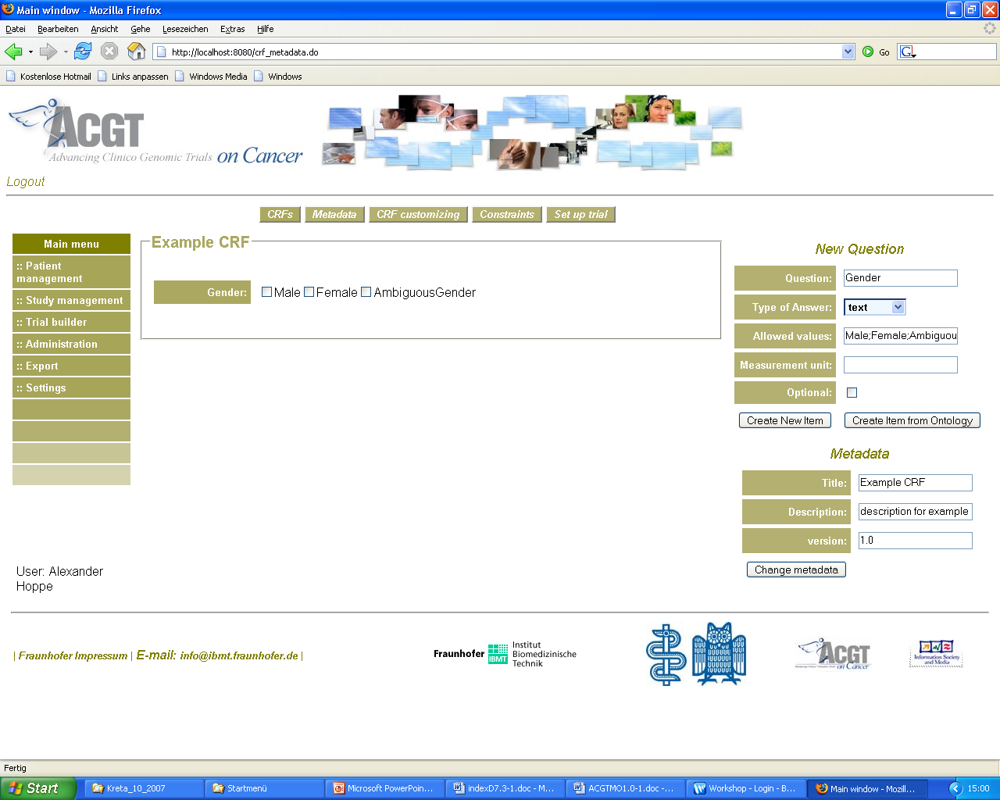 Main window - Mozilla Firefox
Datei Bearbeiten Ansicht Gehe Lesezeichen Extras Hilfe
http://localhost:8080/crf_metadata.do Go G
Kostenlose Hotmail Links anpassen Windows Media Windows
ACGT
Advancing Clinico Genomic Trials on Cancer
Logout
CRFs Metadata CRF customizing Constraints Set up trial
Main menu
:: Patient
management
:: Study management
:: Trial builder
:: Administration
:: Export
:: Settings
Example CRF
Gender: Male Female AmbiguousGender
New Question
Question: Gender
Type of Answer: text
Allowed values: Male;Female;Ambiguou
Measurement unit:
Optional:
Create New Item Create Item from Ontology
Metadata
Title: Example CRF
Description: description for example
version: 1.0
Change metadata
User: Alexander
Hoppe
| Fraunhofer Impressum | E-mail: info@ibmt.fraunhofer.de |
Fraunhofer IBMT
Institut
Biomedizinische
Technik
ACGT
on Cancer
Information Society
and Media
Fertig
Start Kreta_10_2007 Startmenü Microsoft PowerPoin... indexD7.3-1.doc - M... ACGTMO1.0-1.doc -... Workshop - Login - B... Main window - Mozill... 15:00